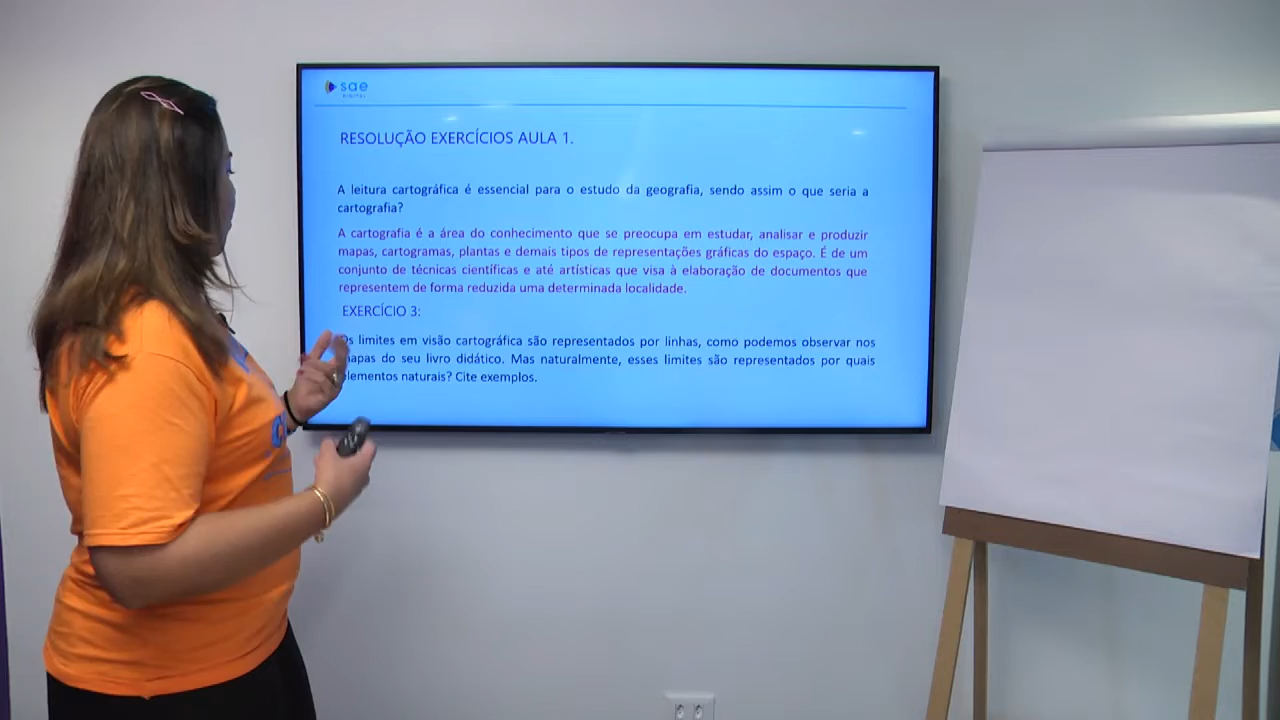 sae
DIGITAL
RESOLUÇÃO EXERCÍCIOS AULA 1.
A leitura cartográfica é essencial para o estudo da geografia, sendo assim o que seria a
cartografia?
A cartografia é a área do conhecimento que se preocupa em estudar, analisar e produzir
mapas, cartogramas, plantas e demais tipos de representações gráficas do espaço. É de um
conjunto de técnicas científicas e até artísticas que visa à elaboração de documentos que
representem de forma reduzida uma determinada localidade.
EXERCÍCIO 3:
Os limites em visão cartográfica são representados por linhas, como podemos observar nos
mapas do seu livro didático. Mas naturalmente, esses limites são representados por quais
elementos naturais? Cite exemplos.